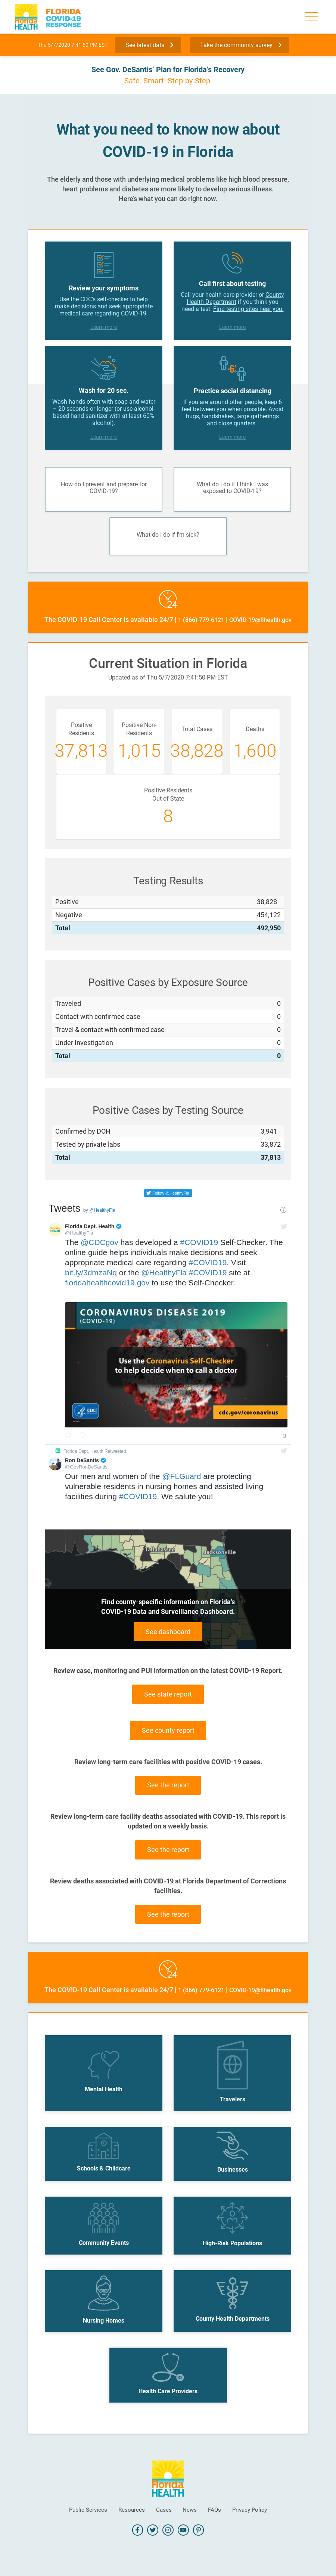 Florida
HEALTH
FLORIDA
COVID-19
RESPONSE
Thu 5/7/2020 7:41:50 PM EST
See latest data
Take the community survey
See Gov. DeSantis' Plan for Florida's Recovery
Safe. Smart. Step-by-Step.
What you need to know now about
COVID-19 in Florida
The elderly and those with underlying medical problems like high blood pressure,
heart problems and diabetes are more likely to develop serious illness.
Here's what you can do right now.
Review your symptoms
Use the CDC's self-checker to help
make decisions and seek appropriate
medical care regarding COVID-19.
Learn more
Call first about testing
Call your health care provider or County
Health Department if you think you
need a test. Find testing sites near you.
Learn more
Wash for 20 sec.
Wash hands often with soap and water
– 20 seconds or longer (or use alcohol-
based hand sanitizer with at least 60%
alcohol).
Learn more
6'
Practice social distancing
If you are around other people, keep 6
feet between you when possible. Avoid
hugs, handshakes, large gatherings
and close quarters.
Learn more
How do I prevent and prepare for
COVID-19?
What do I do if I think I was
exposed to COVID-19?
What do I do if I'm sick?
24
The COVID-19 Call Center is available 24/7 | 1 (866) 779-6121 | COVID-19@flhealth.gov
Current Situation in Florida
Updated as of Thu 5/7/2020 7:41:50 PM EST
Positive
Residents
37,813
Positive Non-
Residents
1,015
Total Cases
38,828
Deaths
1,600
Positive Residents
Out of State
8
Testing Results
Positive 38,828
Negative 454,122
Total 492,950
Positive Cases by Exposure Source
Traveled 0
Contact with confirmed case 0
Travel & contact with confirmed case 0
Under Investigation 0
Total 0
Positive Cases by Testing Source
Confirmed by DOH 3,941
Tested by private labs 33,872
Total 37,813
Follow @HealthyFla
Tweets by @HealthyFla
Florida Dept. Health
@HealthyFla
The @CDCgov has developed a #COVID19 Self-Checker. The
online guide helps individuals make decisions and seek
appropriate medical care regarding #COVID19. Visit
bit.ly/3dmzaNq or the @HealthyFla #COVID19 site at
floridahealthcovid19.gov to use the Self-Checker.
CORONAVIRUS DISEASE 2019
(COVID-19)
Use the Coronavirus Self-Checker
to help decide when to call a doctor
CDC
cdc.gov/coronavirus
Florida Dept. Health Retweeted
Ron DeSantis
@GovRonDeSantis
Our men and women of the @FLGuard are protecting
vulnerable residents in nursing homes and assisted living
facilities during #COVID19. We salute you!
Tallahassee
Jacksonville
Find county-specific information on Florida's
COVID-19 Data and Surveillance Dashboard.
See dashboard
Review case, monitoring and PUI information on the latest COVID-19 Report.
See state report
See county report
Review long-term care facilities with positive COVID-19 cases.
See the report
Review long-term care facility deaths associated with COVID-19. This report is
updated on a weekly basis.
See the report
Review deaths associated with COVID-19 at Florida Department of Corrections
facilities.
See the report
24
The COVID-19 Call Center is available 24/7 | 1 (866) 779-6121 | COVID-19@flhealth.gov
Mental Health
Travelers
Schools & Childcare
Businesses
Community Events
High-Risk Populations
Nursing Homes
County Health Departments
Health Care Providers
Florida
HEALTH
Public Services
Resources
Cases
News
FAQs
Privacy Policy